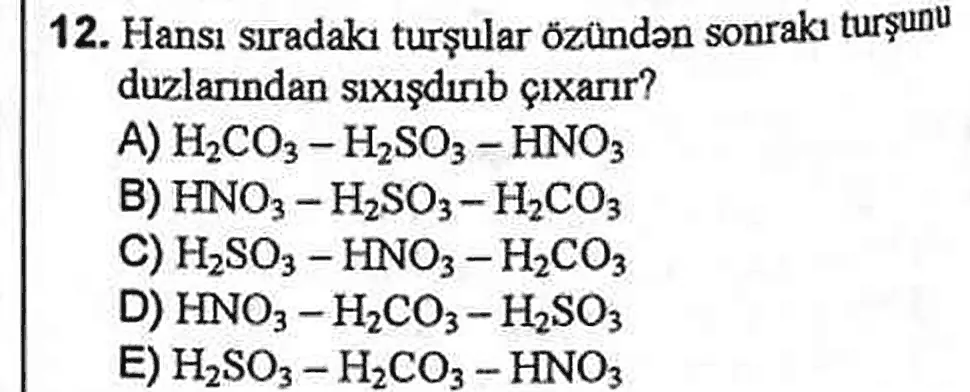 12. Hansı sıradakı turşular özündən sonrakı turşunu
duzlarından sıxışdırıb çıxarır?
A) H₂CO₃ – H₂SO₃ – HNO₃
B) HNO₃ – H₂SO₃ – H₂CO₃
C) H₂SO₃ – HNO₃ – H₂CO₃
D) HNO₃ – H₂CO₃ – H₂SO₃
E) H₂SO₃ – H₂CO₃ – HNO₃